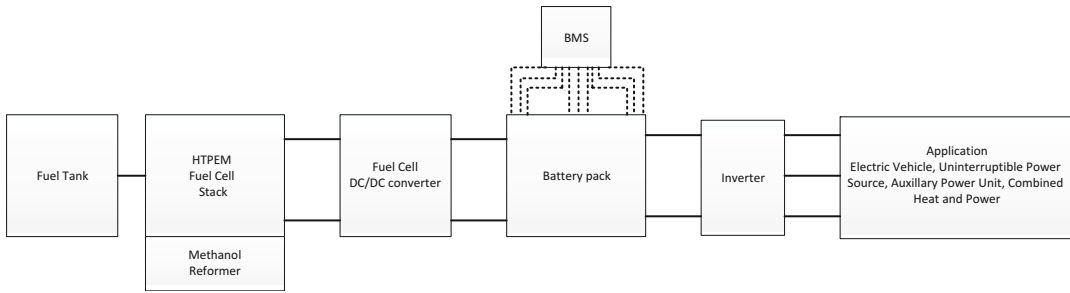 BMS
Fuel Tank
HTPEM
Fuel Cell
Stack
Methanol
Reformer
Fuel Cell
DC/DC converter
Battery pack
Inverter
Application
Electric Vehicle, Uninterruptible Power
Source, Auxillary Power Unit, Combined
Heat and Power